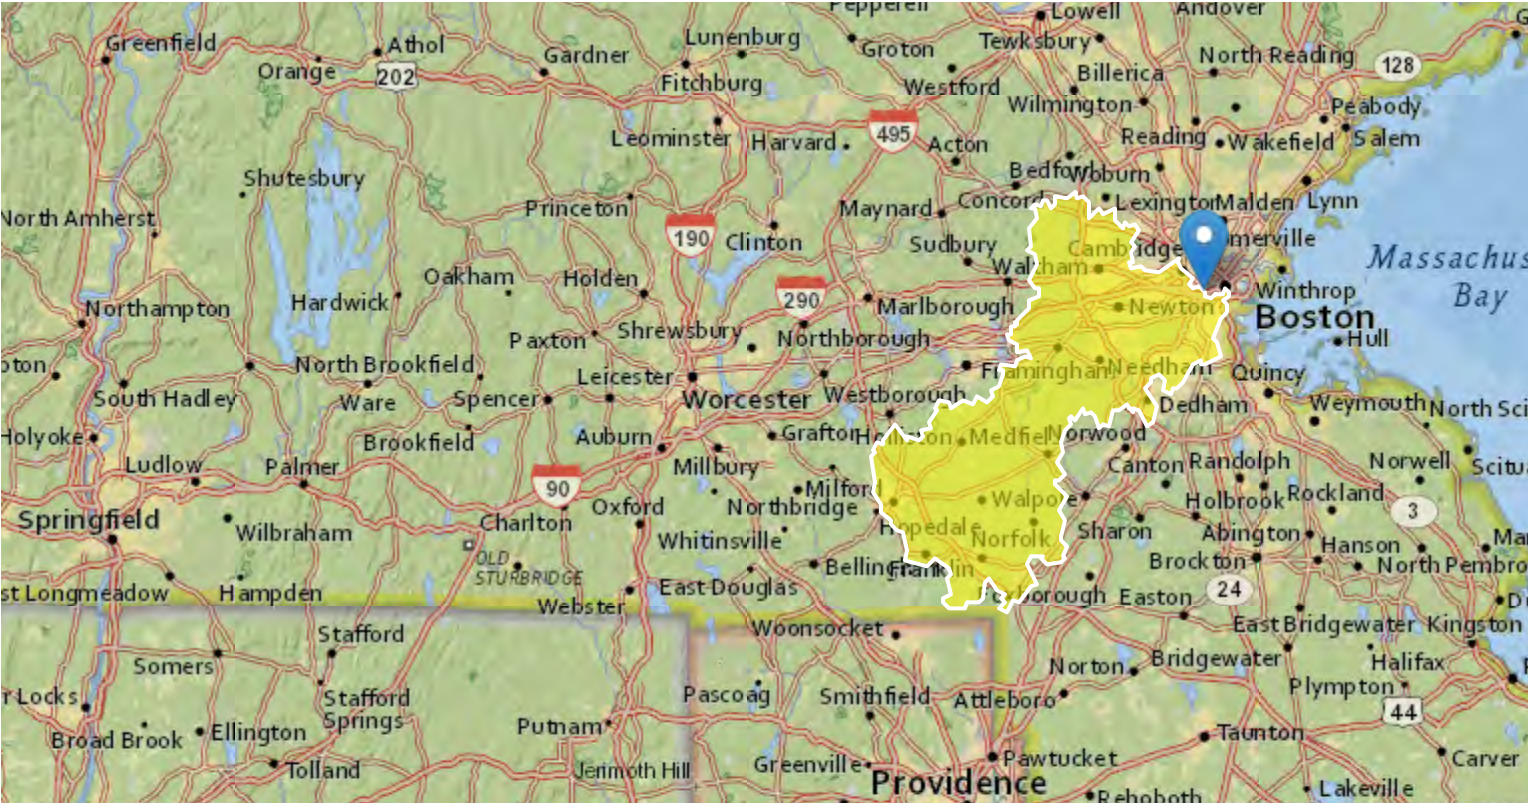 Pepperell
Lowell
Andover
Greenfield
Athol
Lunenburg
Groton
Tewksbury
Gardner
North Reading
Orange
202
Fitchburg
Westford
Billerica
128
Wilmington
Peabody
Leominster
Harvard
495
Acton
Reading
Wakefield
Salem
Bedford
Woburn
Shutesbury
Princeton
Maynard
Concord
Lexington
Malden
Lynn
North Amherst
190
Clinton
Sudbury
Cambridge
merville
Massachus
Bay
Oakham
Holden
Waltham
Northampton
Hardwick
290
Marlborough
Newton
Winthrop
Boston
Paxton
Shrewsbury
Northborough
Hull
pton
North Brookfield
Leicester
Framingham
Needham
Quincy
South Hadley
Ware
Spencer
Worcester
Westborough
Dedham
Weymouth
North Sci
Holyoke
Brookfield
Auburn
Grafton
Holliston
Medfield
Norwood
Ludlow
Palmer
Millbury
Canton
Randolph
Norwell
Scitua
90
Milford
Northbridge
Walpole
Holbrook
Rockland
3
Springfield
Wilbraham
Charlton
Oxford
Whitinsville
Hopedale
Norfolk
Sharon
Abington
Hanson
Mar
OLD
STURBRIDGE
Bellingham
Franklin
Brockton
North Pembro
st Longmeadow
Hampden
Webster
East Douglas
Foxborough
Easton
24
Stafford
Woonsocket
East Bridgewater
Kingston
Somers
Norton
Bridgewater
Halifax
r Locks
Stafford
Springs
Pascoag
Smithfield
Attleboro
Plympton
44
Broad Brook
Ellington
Putnam
Taunton
Tolland
Jerimoth Hill
Greenville
Pawtucket
Carver
Providence
Rehoboth
Lakeville